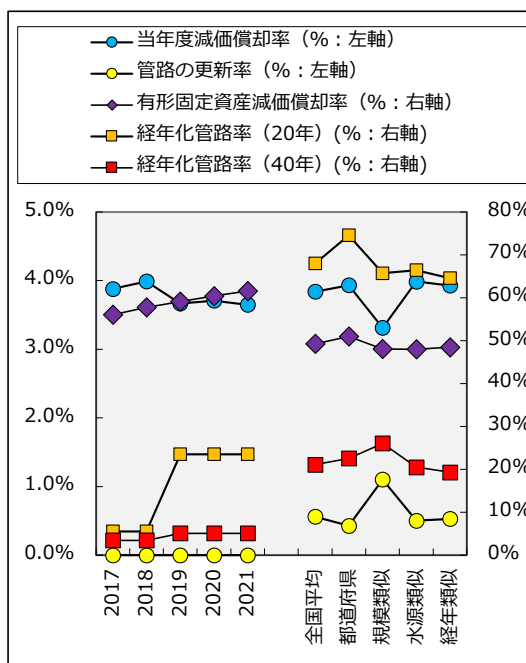 当年度減価償却率（%：左軸）
管路の更新率（%：左軸）
有形固定資産減価償却率（%：右軸）
経年化管路率（20年）(%：右軸)
経年化管路率（40年）(%：右軸)
5.0%
4.0%
3.0%
2.0%
1.0%
0.0%
80%
70%
60%
50%
40%
30%
20%
10%
0%
2017
2018
2019
2020
2021
全国平均
都道府県
規模類似
水源類似
経年類似